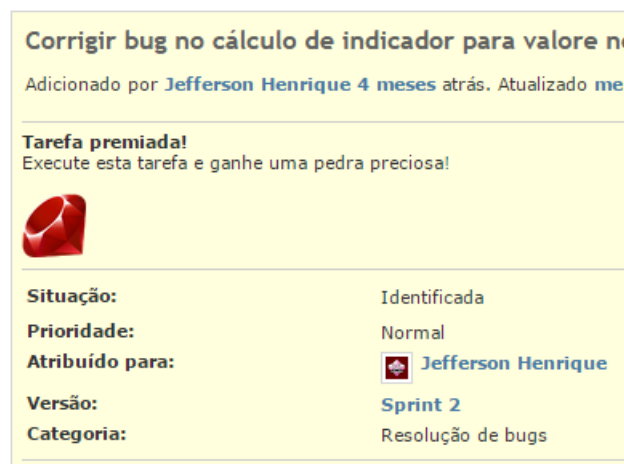 Corrigir bug no cálculo de indicador para valore
Adicionado por Jefferson Henrique 4 meses atrás. Atualizado
Tarefa premiada!
Execute esta tarefa e ganhe uma pedra preciosa!
Situação: Identificada
Prioridade: Normal
Atribuído para: Jefferson Henrique
Versão: Sprint 2
Categoria: Resolução de bugs